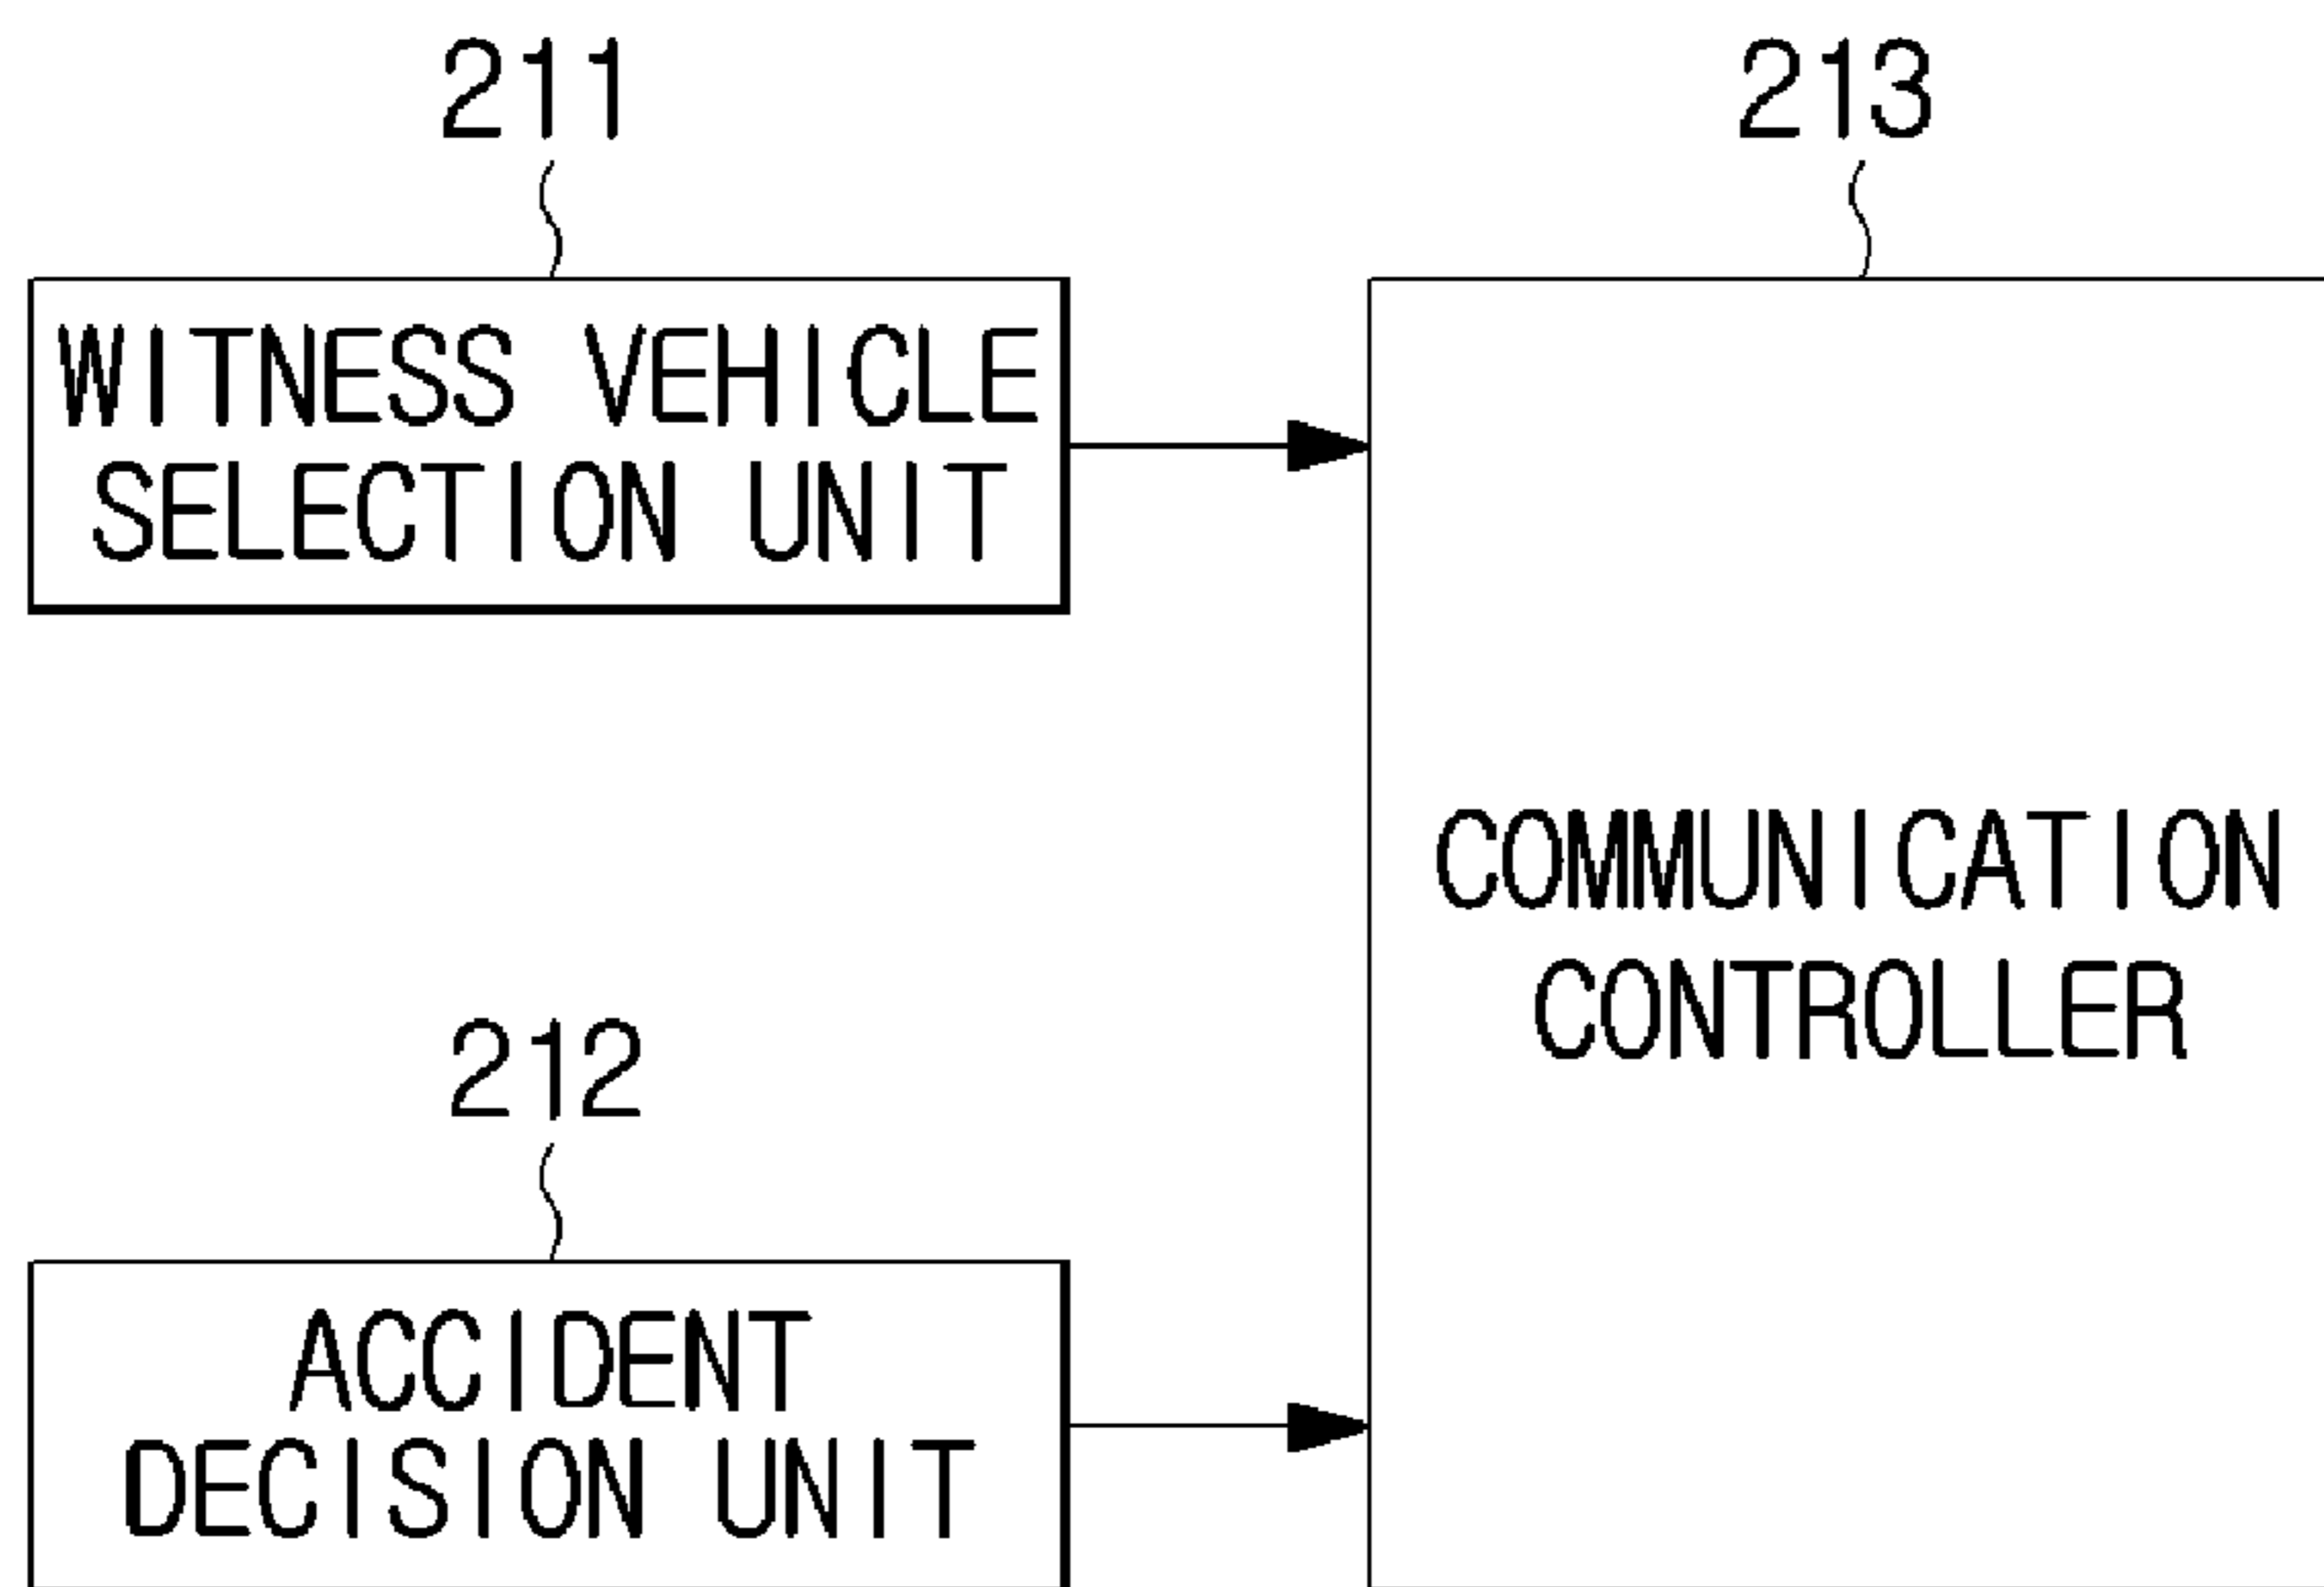 211
WITNESS VEHICLE
SELECTION UNIT
213
COMMUNICATION
CONTROLLER
212
ACCIDENT
DECISION UNIT